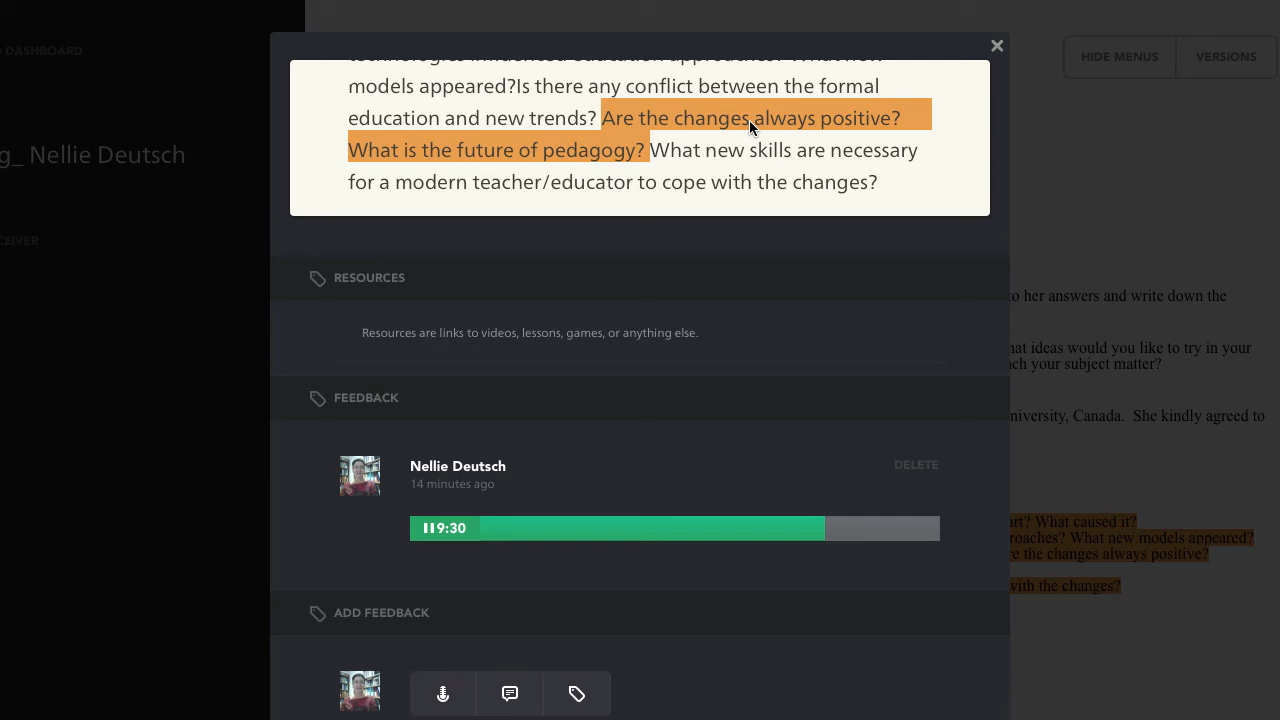 DASHBOARD
HIDE MENUS
VERSIONS
models appeared?Is there any conflict between the formal
education and new trends? Are the changes always positive?
What is the future of pedagogy? What new skills are necessary
for a modern teacher/educator to cope with the changes?
g_ Nellie Deutsch
CEIVER
RESOURCES
Resources are links to videos, lessons, games, or anything else.
to her answers and write down the
hat ideas would you like to try in your
ch your subject matter?
FEEDBACK
niversity, Canada. She kindly agreed to
Nellie Deutsch
DELETE
14 minutes ago
9:30
art? What caused it?
roaches? What new models appeared?
re the changes always positive?
with the changes?
ADD FEEDBACK